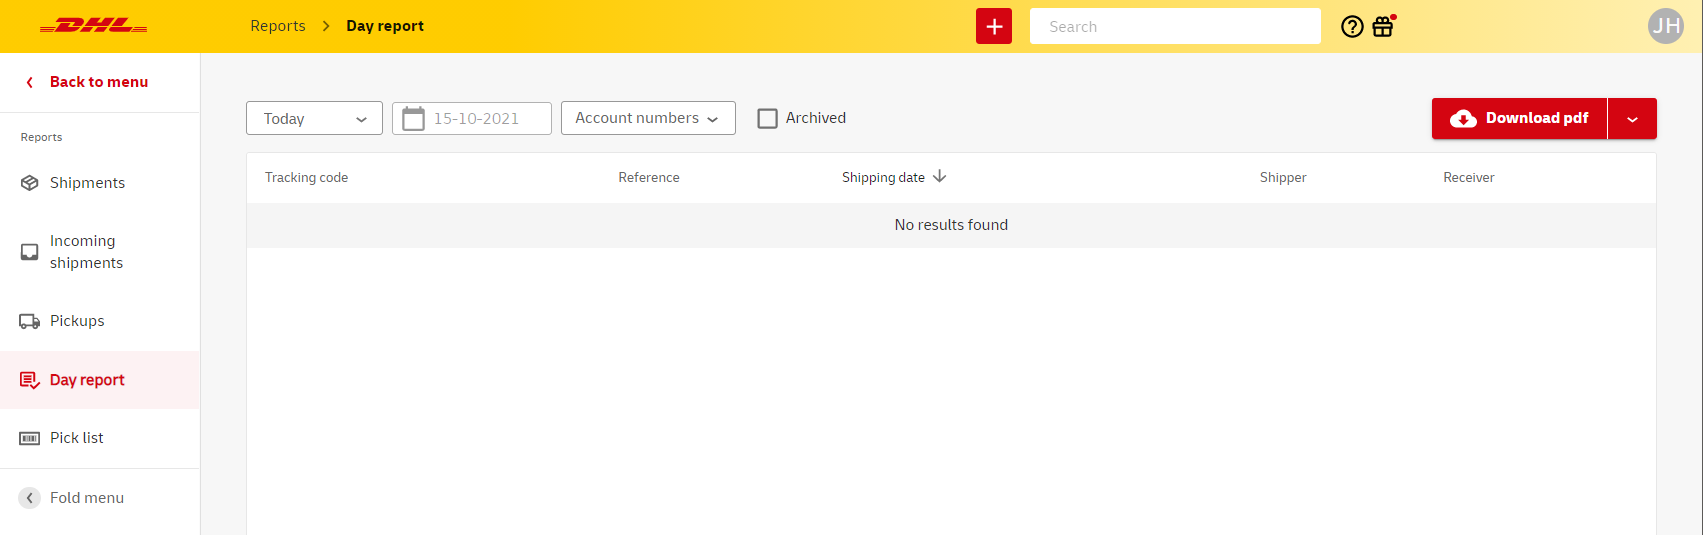 DHL
Reports > Day report
Search
JH
Back to menu
Today
15-10-2021
Account numbers
Archived
Download pdf
Reports
Shipments
Incoming
shipments
Pickups
Day report
Pick list
Fold menu
Tracking code Reference Shipping date Shipper Receiver
No results found